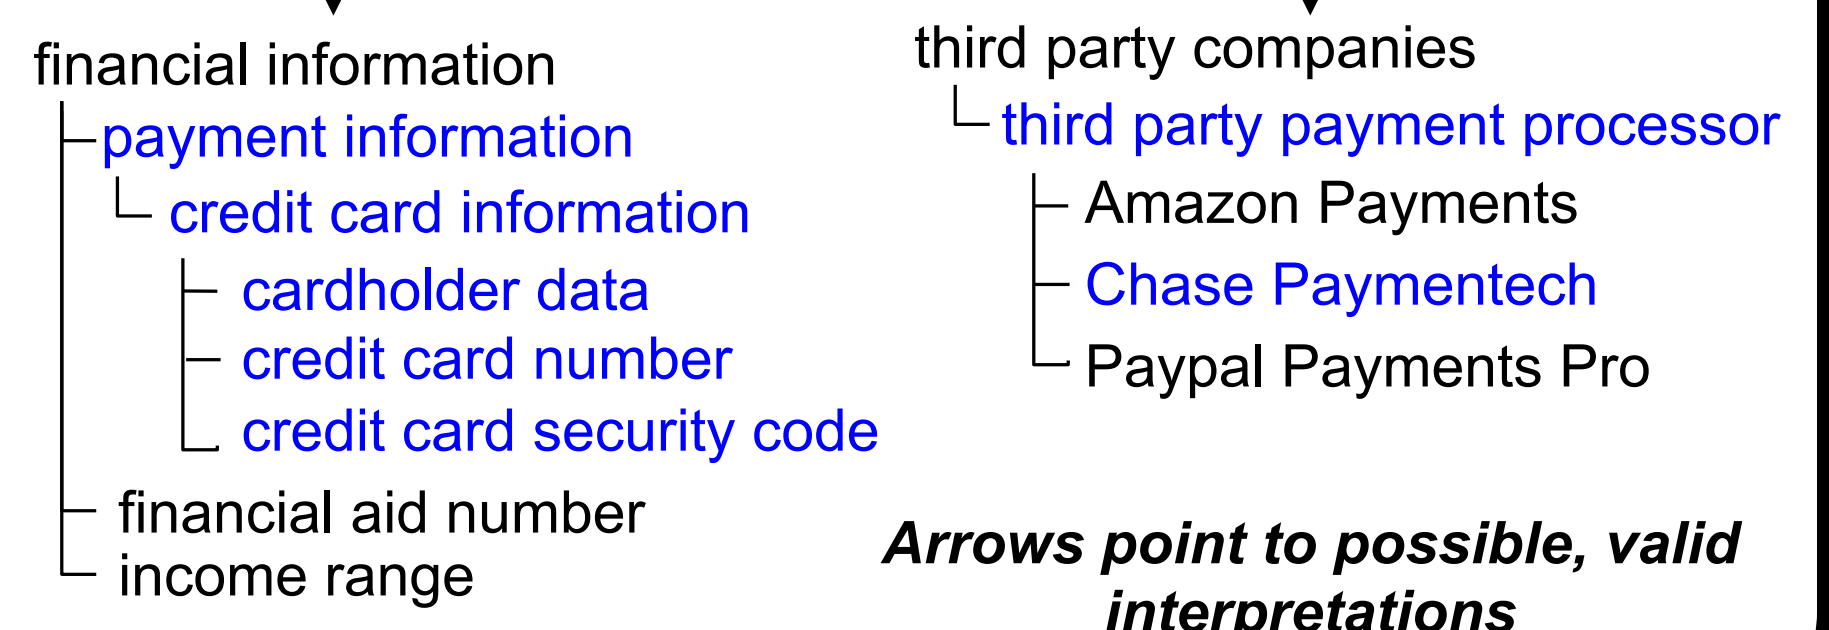 financial information
payment information
credit card information
cardholder data
credit card number
credit card security code
financial aid number
income range
third party companies
third party payment processor
Amazon Payments
Chase Paymentech
Paypal Payments Pro
Arrows point to possible, valid
interpretations